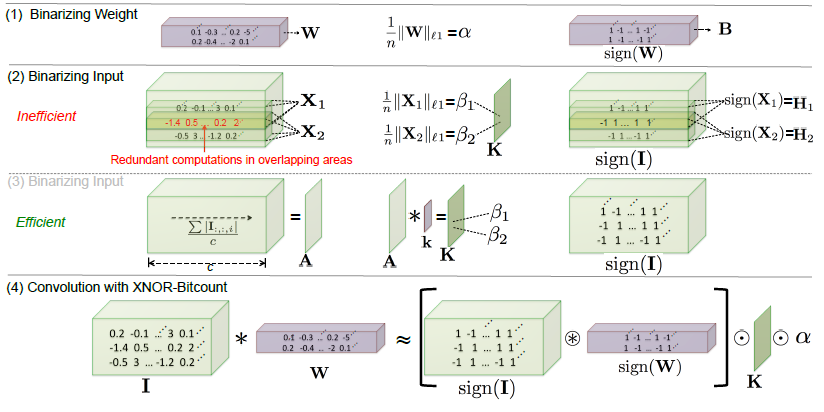 (1) Binarizing Weight
0.1 -0.3 ... 0.2 -5
0.2 -0.4 ... -2 0.1
W
1/n ‖W‖ℓ1 = α
1 -1 ... 1 -1
1 -1 ... -1 1
sign(W)
B
(2) Binarizing Input
Inefficient
0.2 -0.1 ... 3 0.1
-1.4 0.5 ... 0.2 2
-0.5 3 ... -1.2 0.2
X1
X2
Redundant computations in overlapping areas
1/n ‖X1‖ℓ1 = β1
1/n ‖X2‖ℓ1 = β2
K
1 -1 ... 1 1
-1 1 ... 1 1
-1 1 ... -1 1
sign(I)
sign(X1)=H1
sign(X2)=H2
(3) Binarizing Input
Efficient
∑|I:,:,i|
c
c
=
A
A
*
k
=
K
β1
β2
1 -1 ... 1 1
-1 1 ... 1 1
-1 1 ... -1 1
sign(I)
(4) Convolution with XNOR-Bitcount
0.2 -0.1 ... 3 0.1
-1.4 0.5 ... 0.2 2
-0.5 3 ... -1.2 0.2
I
*
0.1 -0.3 ... 0.2 -5
0.2 -0.4 ... -2 0.1
W
≈
[
1 -1 ... 1 1
-1 1 ... 1 1
-1 1 ... -1 1
sign(I)
⊛
1 -1 ... 1 -1
1 -1 ... -1 1
sign(W)
]
⊙
K
⊙ α